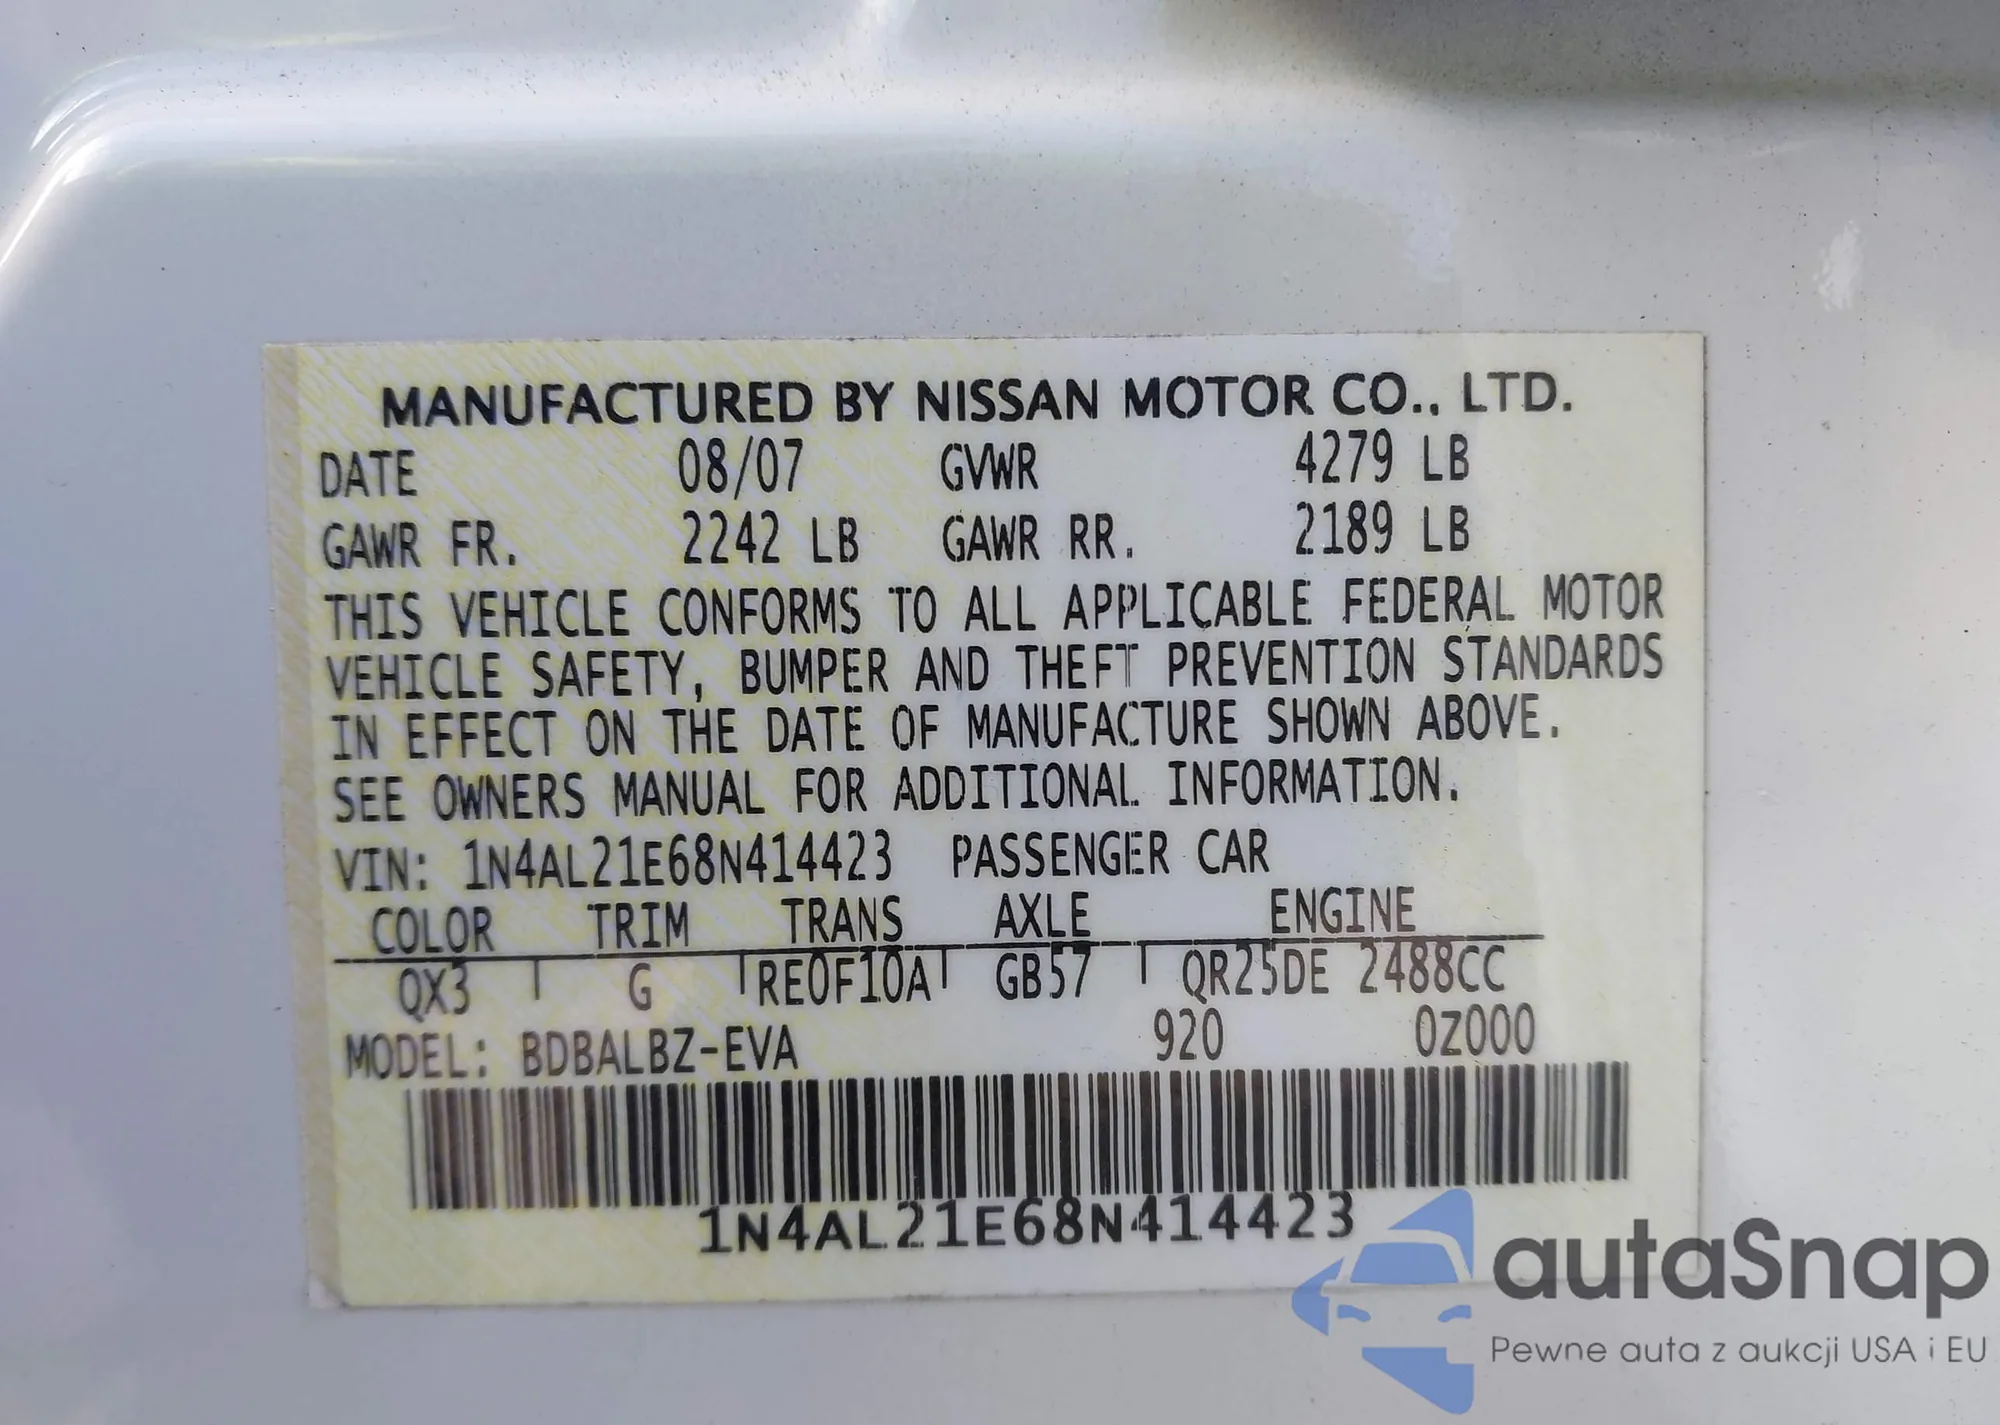 MANUFACTURED BY NISSAN MOTOR CO., LTD.
DATE 08/07 GVWR 4279 LB
GAWR FR. 2242 LB GAWR RR. 2189 LB
THIS VEHICLE CONFORMS TO ALL APPLICABLE FEDERAL MOTOR
VEHICLE SAFETY, BUMPER AND THEFT PREVENTION STANDARDS
IN EFFECT ON THE DATE OF MANUFACTURE SHOWN ABOVE.
SEE OWNERS MANUAL FOR ADDITIONAL INFORMATION.
VIN: 1N4AL21E68N414423 PASSENGER CAR
COLOR TRIM TRANS AXLE ENGINE
QX3 G RE0F10A GB57 QR25DE 2488CC
MODEL: BDBALBZ-EVA 920 0Z000
1N4AL21E68N414423
autaSnap
Pewne auta z aukcji USA i EU